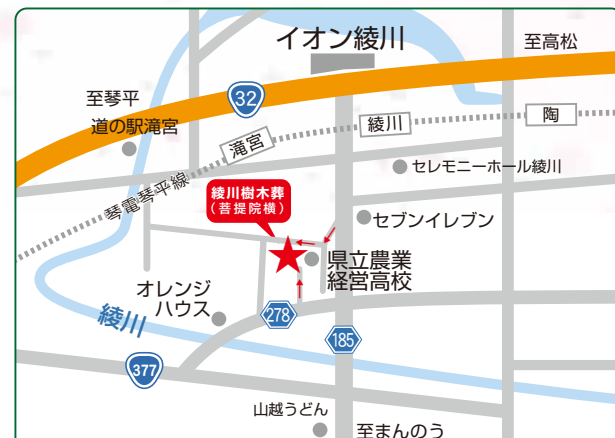 イオン綾川
至高松
32
至琴平
道の駅滝宮
滝宮
綾川
陶
セレモニーホール綾川
琴電琴平線
綾川樹木葬
(菩提院横)
セブンイレブン
県立農業
経営高校
オレンジ
ハウス
綾川
278
185
377
山越うどん
至まんのう